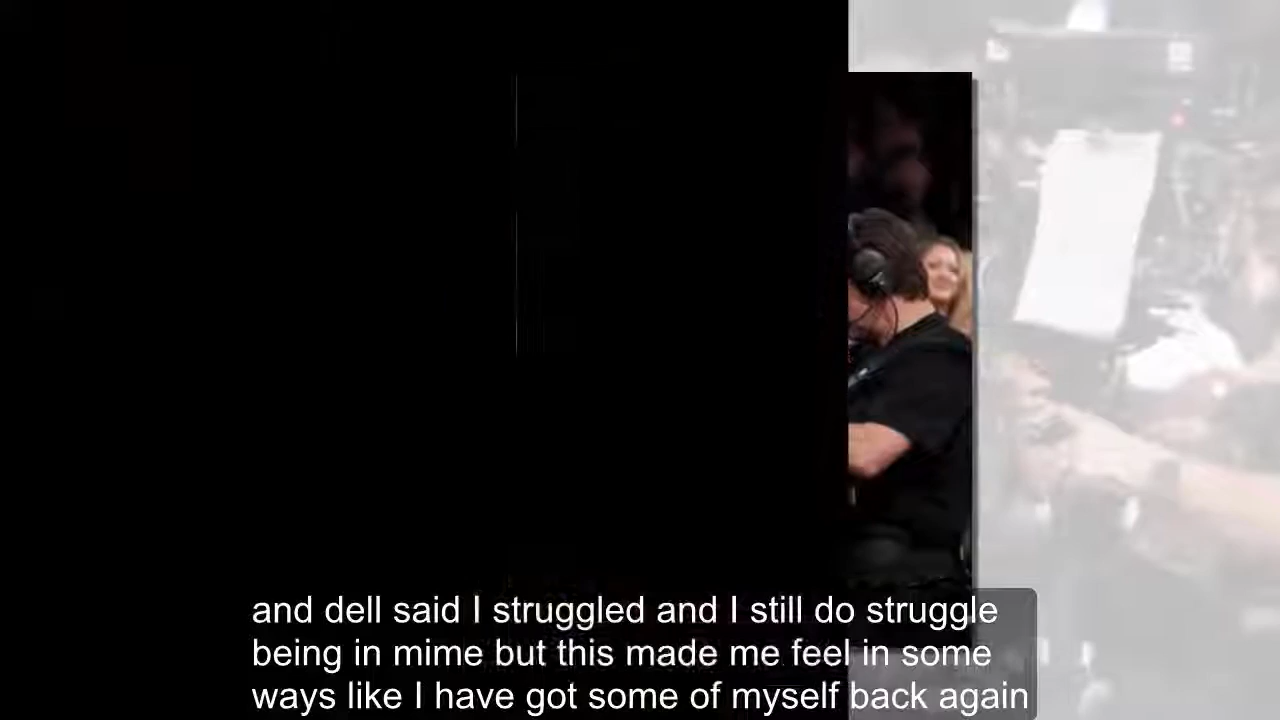 and dell said I struggled and I still do struggle
being in mime but this made me feel in some
ways like I have got some of myself back again